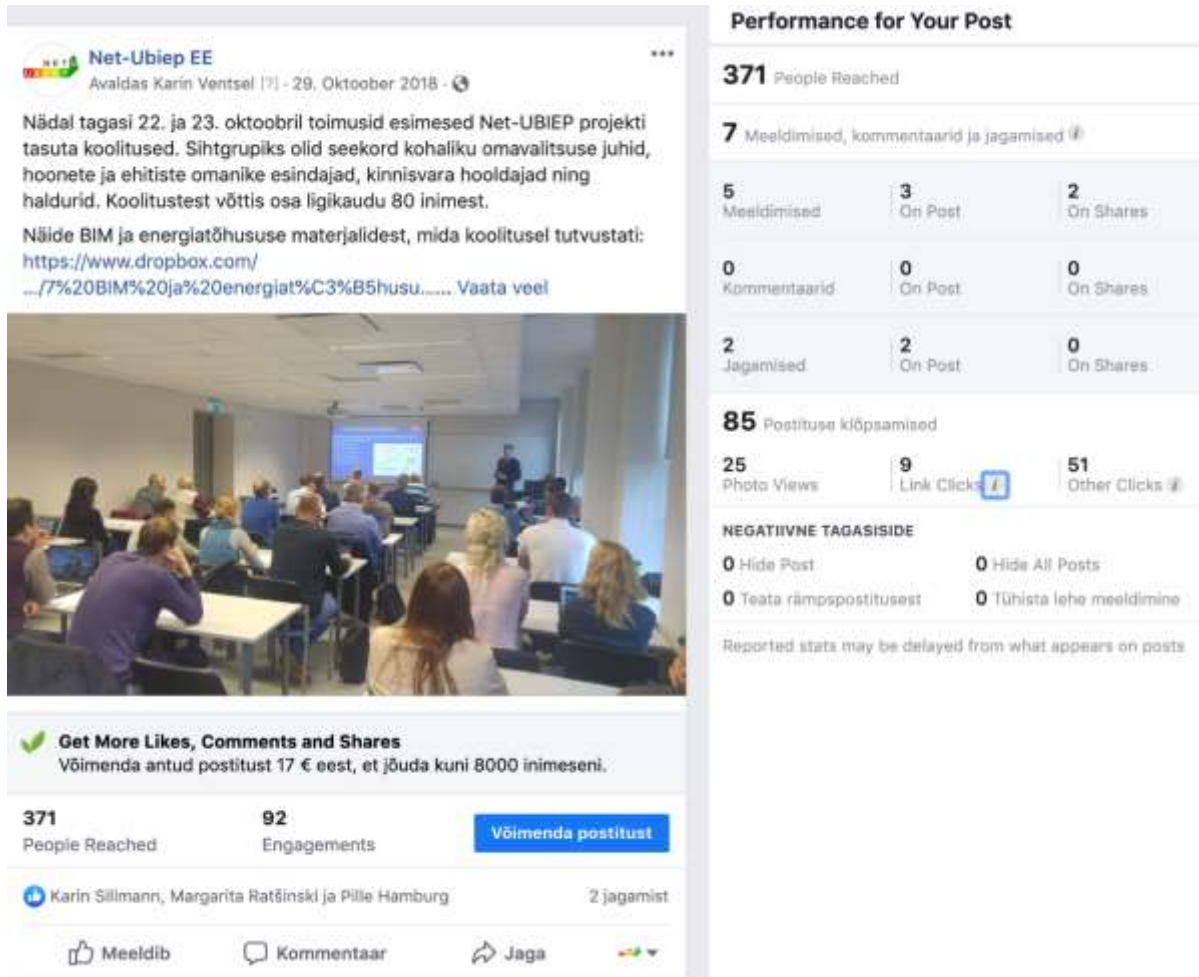 NET
UBIEP
Net-Ubiep EE
Avaldas Karin Ventsel [?] · 29. Oktoober 2018 ·
Nädal tagasi 22. ja 23. oktoobril toimusid esimesed Net-UBIEP projekti
tasuta koolitused. Sihtgrupiks olid seekord kohaliku omavalitsuse juhid,
hoonete ja ehitiste omanike esindajad, kinnisvara hooldajad ning
haldurid. Koolitustest võttis osa ligikaudu 80 inimest.
Näide BIM ja energiatõhususe materjalidest, mida koolitusel tutvustati:
https://www.dropbox.com/
.../7%20BIM%20ja%20energiat%C3%B5husu...... Vaata veel
Get More Likes, Comments and Shares
Võimenda antud postitust 17 € eest, et jõuda kuni 8000 inimeseni.
371 92
People Reached Engagements
Võimenda postitust
Karin Sillmann, Margarita Ratšinski ja Pille Hamburg 2 jagamist
Meeldib Kommentaar Jaga
Performance for Your Post
371 People Reached
7 Meeldimised, kommentaarid ja jagamised
5 3 2
Meeldimised On Post On Shares
0 0 0
Kommentaarid On Post On Shares
2 2 0
Jagamised On Post On Shares
85 Postituse klõpsamised
25 9 51
Photo Views Link Clicks Other Clicks
NEGATIIVNE TAGASISIDE
0 Hide Post 0 Hide All Posts
0 Teata rämpspostitusest 0 Tühista lehe meeldimine
Reported stats may be delayed from what appears on posts